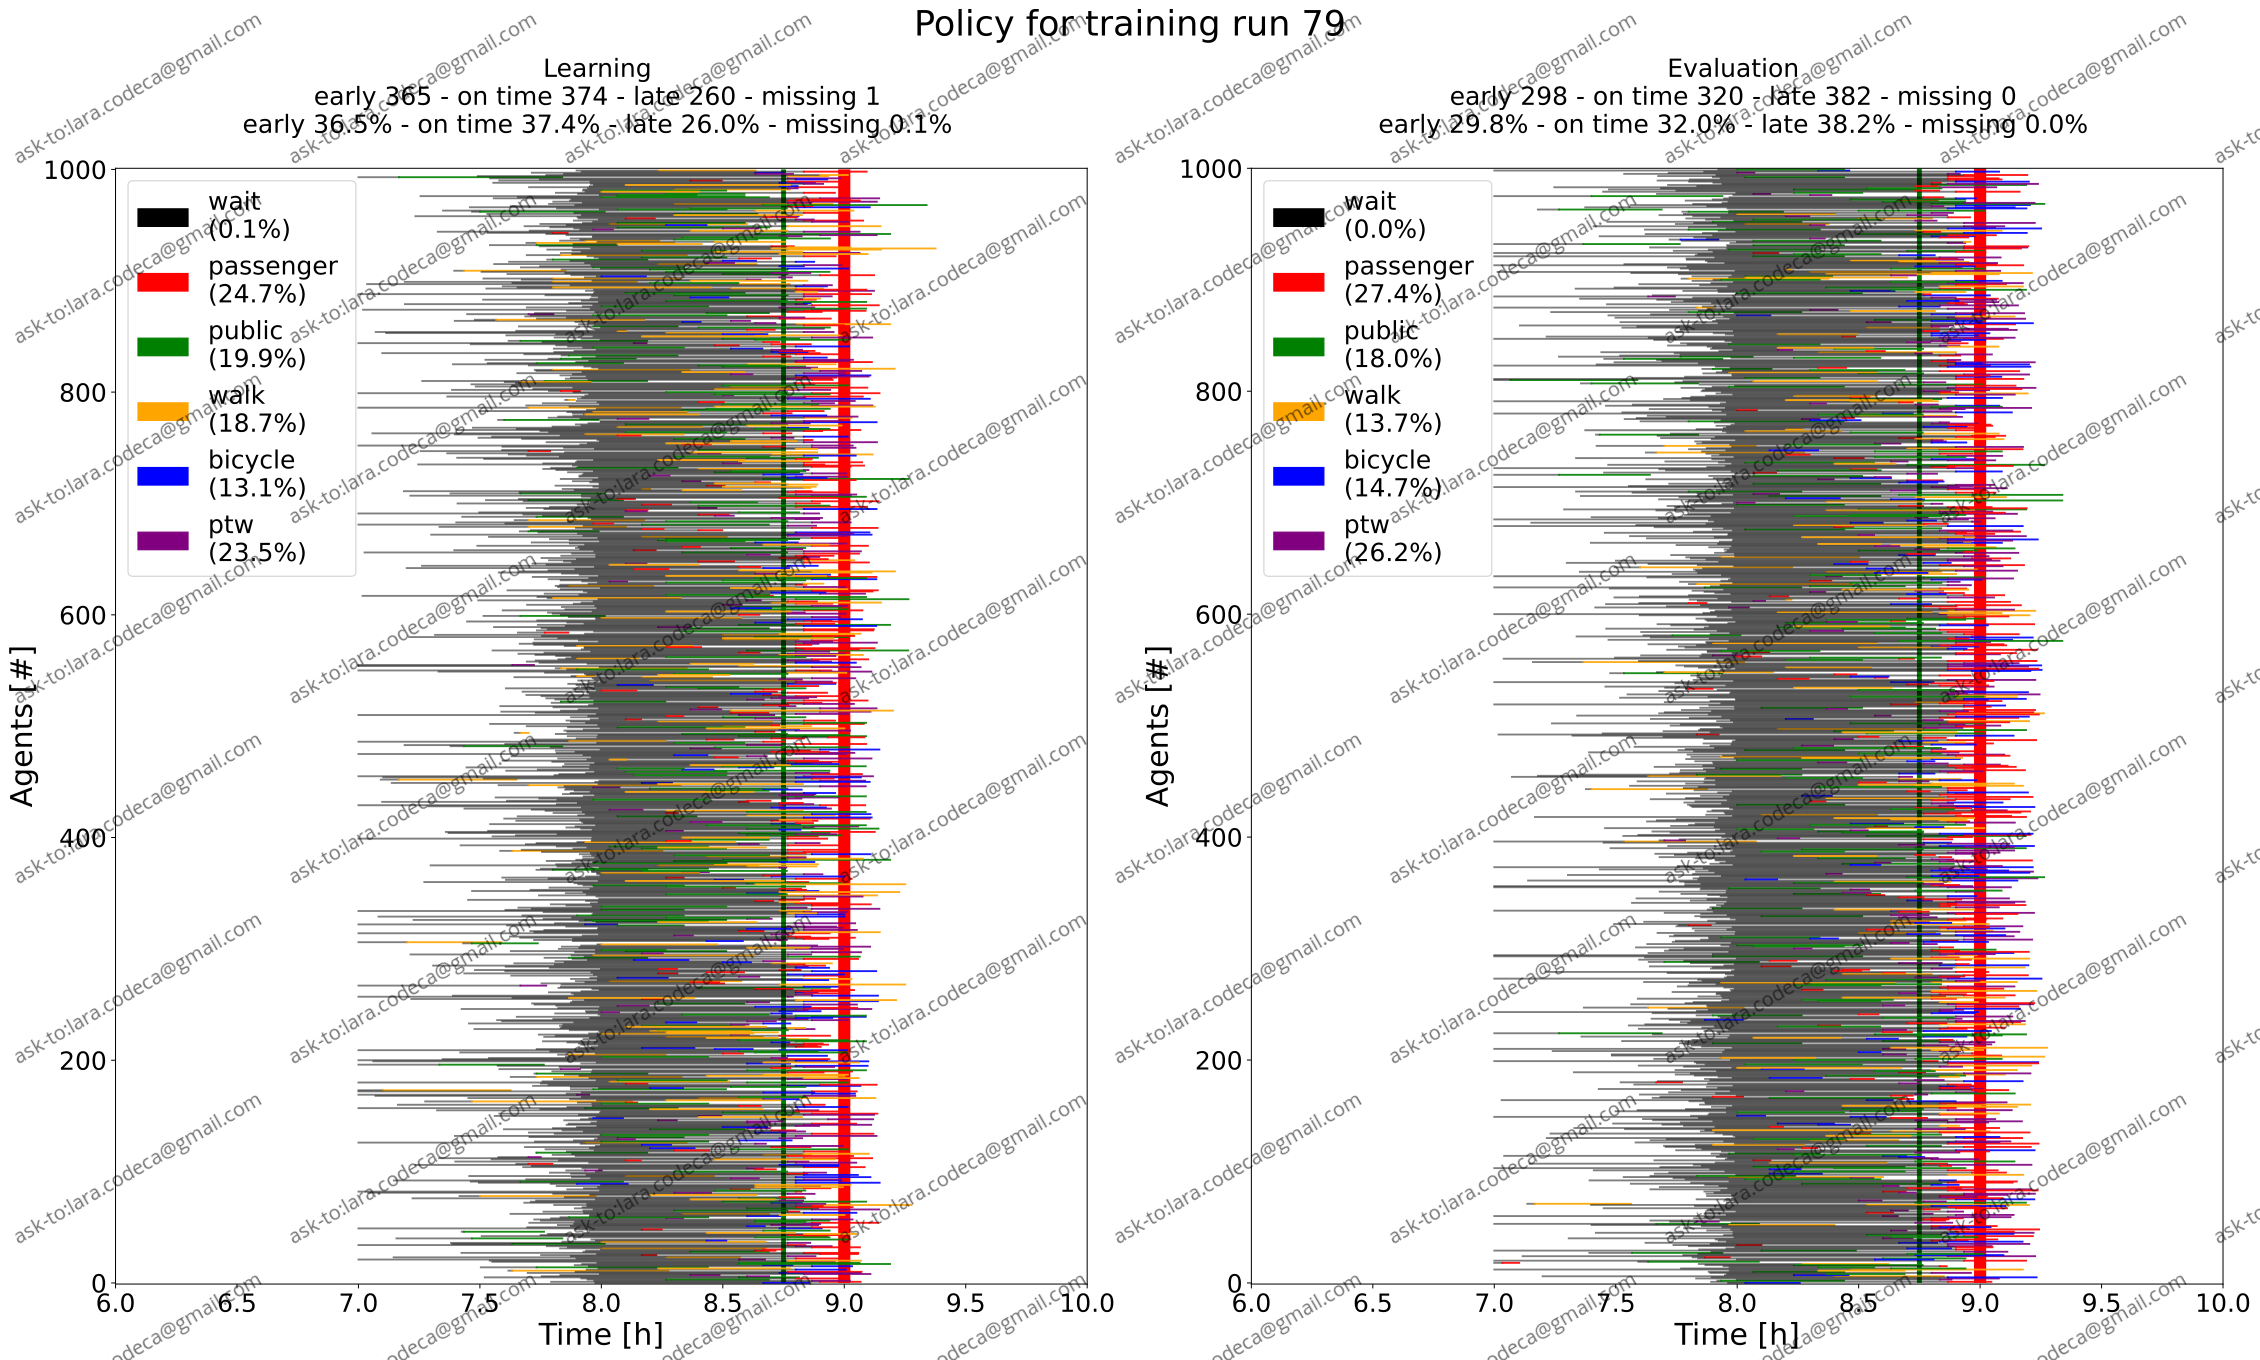 Policy for training run 79
Learning
early 365 - on time 374 - late 260 - missing 1
early 36.5% - on time 37.4% - late 26.0% - missing 0.1%
wait
(0.1%)
passenger
(24.7%)
public
(19.9%)
walk
(18.7%)
bicycle
(13.1%)
ptw
(23.5%)
Agents [#]
1000
800
600
400
200
0
6.0 6.5 7.0 7.5 8.0 8.5 9.0 9.5 10.0
Time [h]
Evaluation
early 298 - on time 320 - late 382 - missing 0
early 29.8% - on time 32.0% - late 38.2% - missing 0.0%
wait
(0.0%)
passenger
(27.4%)
public
(18.0%)
walk
(13.7%)
bicycle
(14.7%)
ptw
(26.2%)
Agents [#]
1000
800
600
400
200
0
6.0 6.5 7.0 7.5 8.0 8.5 9.0 9.5 10.0
Time [h]
ask-to:lara.codeca@gmail.com